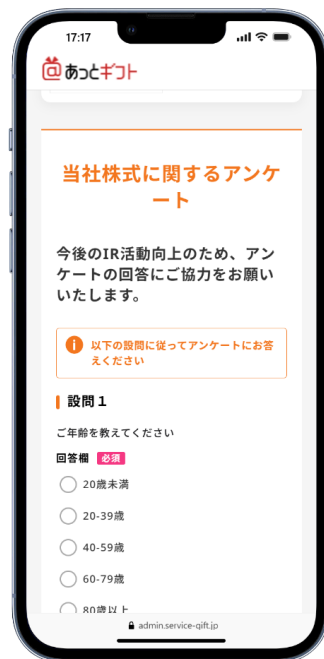 17:17
あっとギフト
当社株式に関するアンケ
ート
今後のIR活動向上のため、アン
ケートの回答にご協力をお願い
いたします。
以下の設問に従ってアンケートにお答
えください
設問１
ご年齢を教えてください
回答欄 必須
20歳未満
20-39歳
40-59歳
60-79歳
80歳以上
admin.service-gift.jp